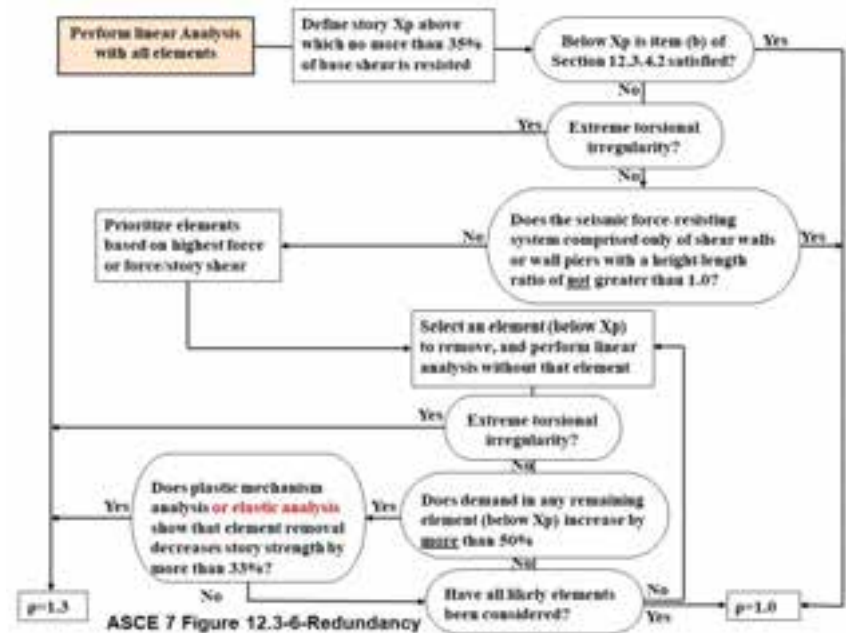 Perform linear Analysis
with all elements
Define story Xp above
which no more than 35%
of base shear is resisted
Below Xp is item (b) of
Section 12.3.4.2 satisfied?
Yes
No
Yes
Extreme torsional
irregularity?
No
Prioritize elements
based on highest force
or force/story shear
No
Does the seismic force-resisting
system comprised only of shear walls
or wall piers with a height-length
ratio of not greater than 1.0?
Yes
Select an element (below Xp)
to remove, and perform linear
analysis without that element
Yes
Extreme torsional
irregularity?
No
Yes
Does plastic mechanism
analysis or elastic analysis
show that element removal
decreases story strength by
more than 33%?
Yes
Does demand in any remaining
element (below Xp) increase by
more than 50%
No
No
Have all likely elements
been considered?
No
Yes
ρ=1.3
ρ=1.0
ASCE 7 Figure 12.3-6-Redundancy